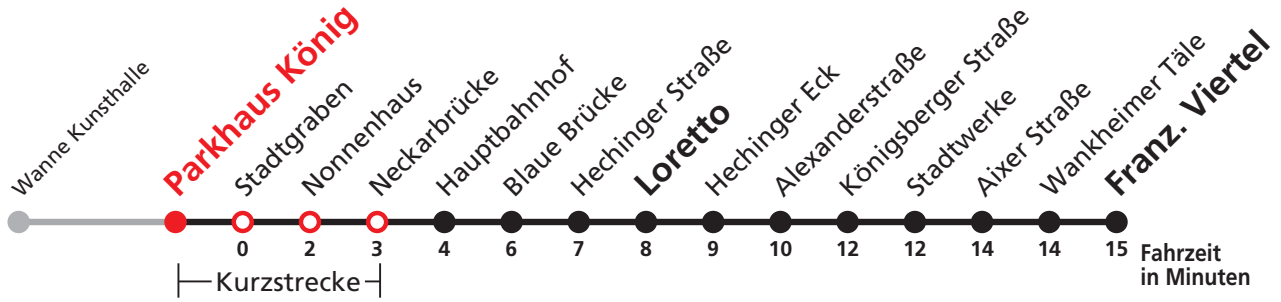 Wanne Kunsthalle
Parkhaus König
Stadtgraben
Nonnenhaus
Neckarbrücke
Hauptbahnhof
Blaue Brücke
Hechinger Straße
Loretto
Hechinger Eck
Alexanderstraße
Königsberger Straße
Stadtwerke
Aixer Straße
Wankheimer Täle
Franz. Viertel
0 2 3 4 6 7 8 9 10 12 12 14 14 15 Fahrzeit
in Minuten
Kurzstrecke